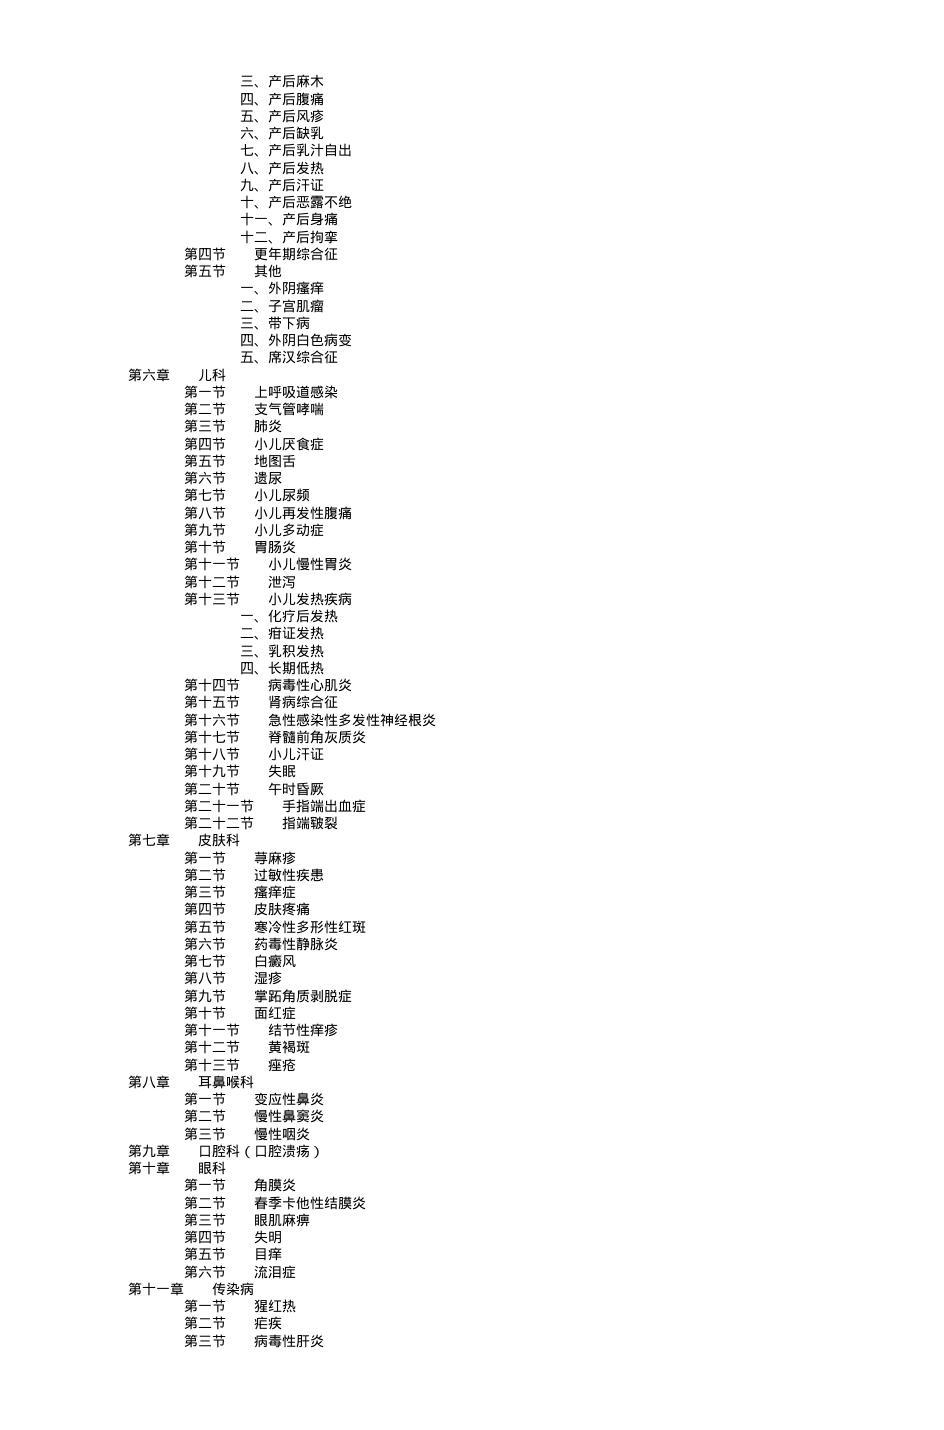 三、产后麻木
四、产后腹痛
五、产后风疹
六、产后缺乳
七、产后乳汁自出
八、产后发热
九、产后汗证
十、产后恶露不绝
十一、产后身痛
十二、产后拘挛
第四节 更年期综合征
第五节 其他
一、外阴瘙痒
二、子宫肌瘤
三、带下病
四、外阴白色病变
五、席汉综合征
第六章 儿科
第一节 上呼吸道感染
第二节 支气管哮喘
第三节 肺炎
第四节 小儿厌食症
第五节 地图舌
第六节 遗尿
第七节 小儿尿频
第八节 小儿再发性腹痛
第九节 小儿多动症
第十节 胃肠炎
第十一节 小儿慢性胃炎
第十二节 泄泻
第十三节 小儿发热疾病
一、化疗后发热
二、疳证发热
三、乳积发热
四、长期低热
第十四节 病毒性心肌炎
第十五节 肾病综合征
第十六节 急性感染性多发性神经根炎
第十七节 脊髓前角灰质炎
第十八节 小儿汗证
第十九节 失眠
第二十节 午时昏厥
第二十一节 手指端出血症
第二十二节 指端皲裂
第七章 皮肤科
第一节 荨麻疹
第二节 过敏性疾患
第三节 瘙痒症
第四节 皮肤疼痛
第五节 寒冷性多形性红斑
第六节 药毒性静脉炎
第七节 白癜风
第八节 湿疹
第九节 掌跖角质剥脱症
第十节 面红症
第十一节 结节性痒疹
第十二节 黄褐斑
第十三节 痤疮
第八章 耳鼻喉科
第一节 变应性鼻炎
第二节 慢性鼻窦炎
第三节 慢性咽炎
第九章 口腔科(口腔溃疡)
第十章 眼科
第一节 角膜炎
第二节 春季卡他性结膜炎
第三节 眼肌麻痹
第四节 失明
第五节 目痒
第六节 流泪症
第十一章 传染病
第一节 猩红热
第二节 疟疾
第三节 病毒性肝炎